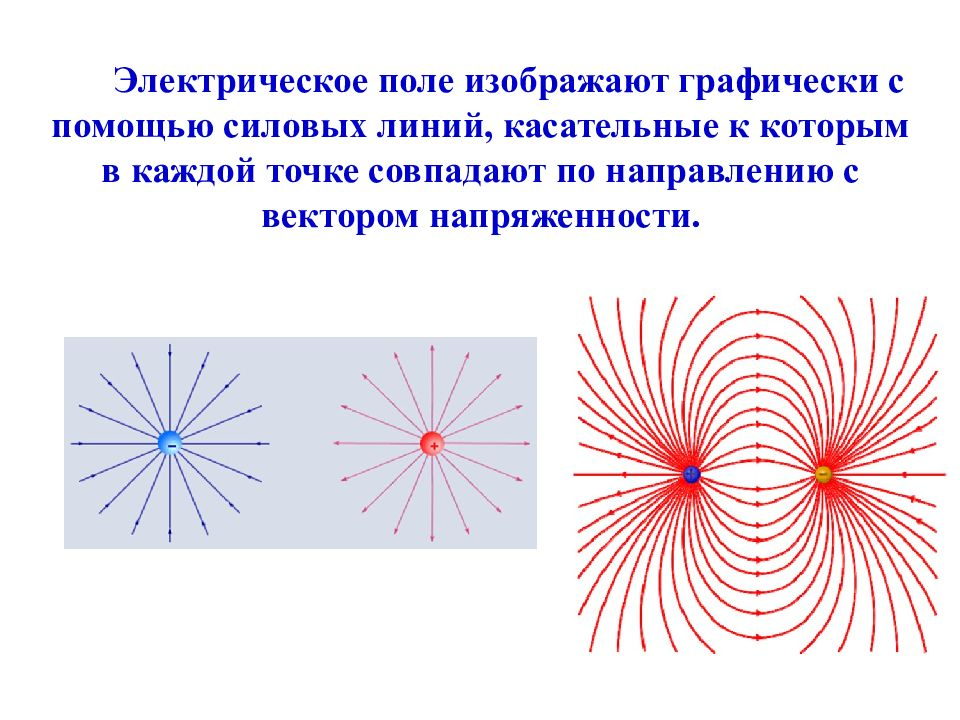 Электрическое поле изображают графически с
помощью силовых линий, касательные к которым
в каждой точке совпадают по направлению с
вектором напряженности.
−
+
+
−